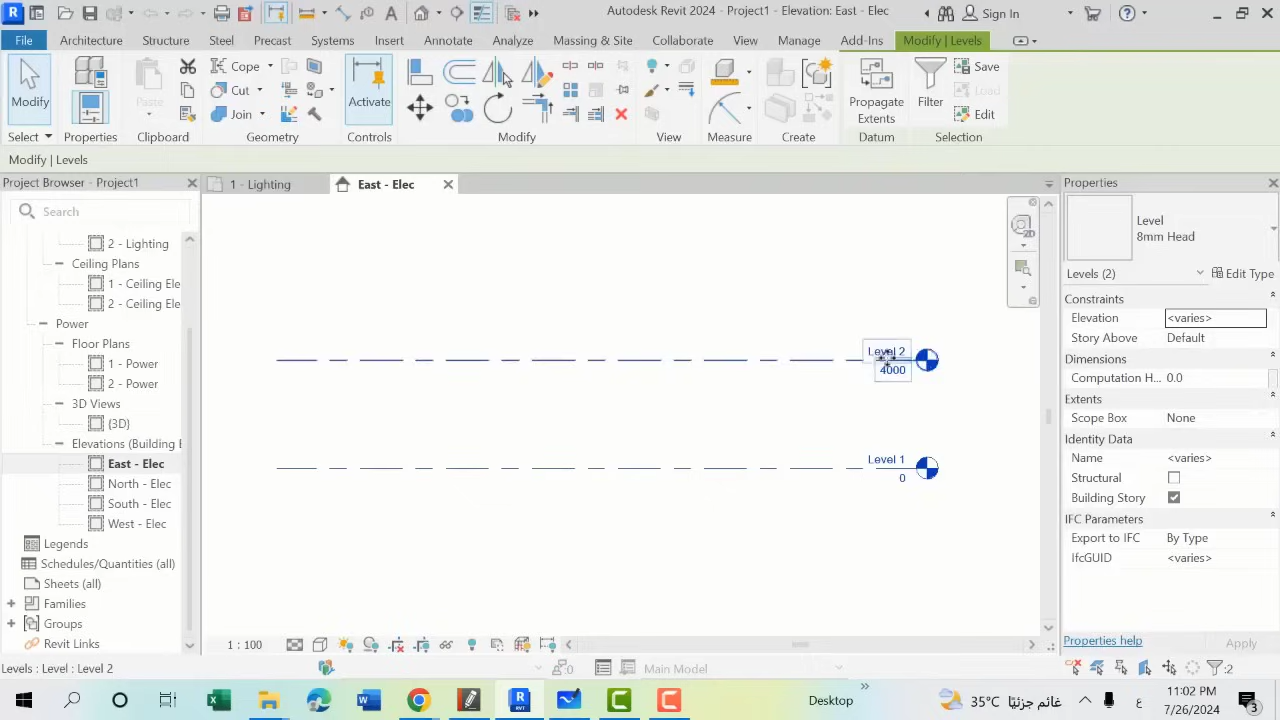 Autodesk Revit 2024 - Project1 - Elevation: East - Elec
Sign In
File
Architecture
Structure
Steel
Precast
Systems
Insert
Annotate
Analyze
Massing & Site
Collaborate
View
Manage
Add-Ins
Modify | Levels
Modify
Paste
Cope
Cut
Join
Activate
Propagate
Extents
Filter
Save
Load
Edit
Select
Properties
Clipboard
Geometry
Controls
Modify
View
Measure
Create
Datum
Selection
Modify | Levels
Project Browser - Project1
Search
2 - Lighting
Ceiling Plans
1 - Ceiling Ele
2 - Ceiling Ele
Power
Floor Plans
1 - Power
2 - Power
3D Views
(3D)
Elevations (Building E
East - Elec
North - Elec
South - Elec
West - Elec
Legends
Schedules/Quantities (all)
Sheets (all)
Families
Groups
Revit Links
1 - Lighting
East - Elec
2D
Level 2
4000
Level 1
0
Properties
Level
8mm Head
Levels (2)
Edit Type
Constraints
Elevation <varies>
Story Above Default
Dimensions
Computation H... 0.0
Extents
Scope Box None
Identity Data
Name <varies>
Structural
Building Story
IFC Parameters
Export to IFC By Type
IfcGUID <varies>
Properties help
Apply
1 : 100
Levels : Level : Level 2
:0
Main Model
:2
Desktop
35°C غائم جزئيًا
ع
11:02 PM
7/26/2024
3